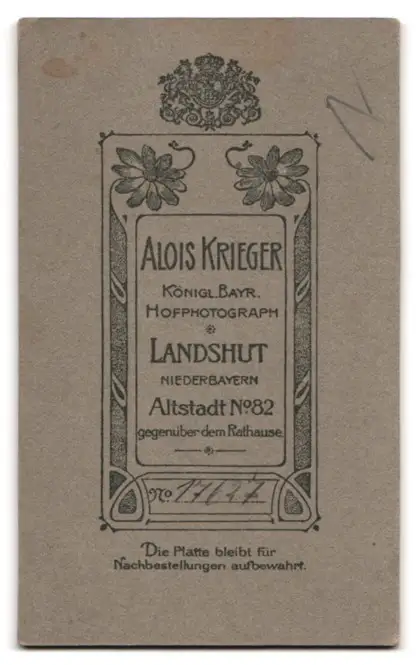 N
ALOIS KRIEGER
KÖNIGL. BAYR.
HOFPHOTOGRAPH
LANDSHUT
NIEDERBAYERN
Altstadt No 82
gegenüber dem Rathause.
No. 17627
Die Platte bleibt für
Nachbestellungen aufbewahrt.